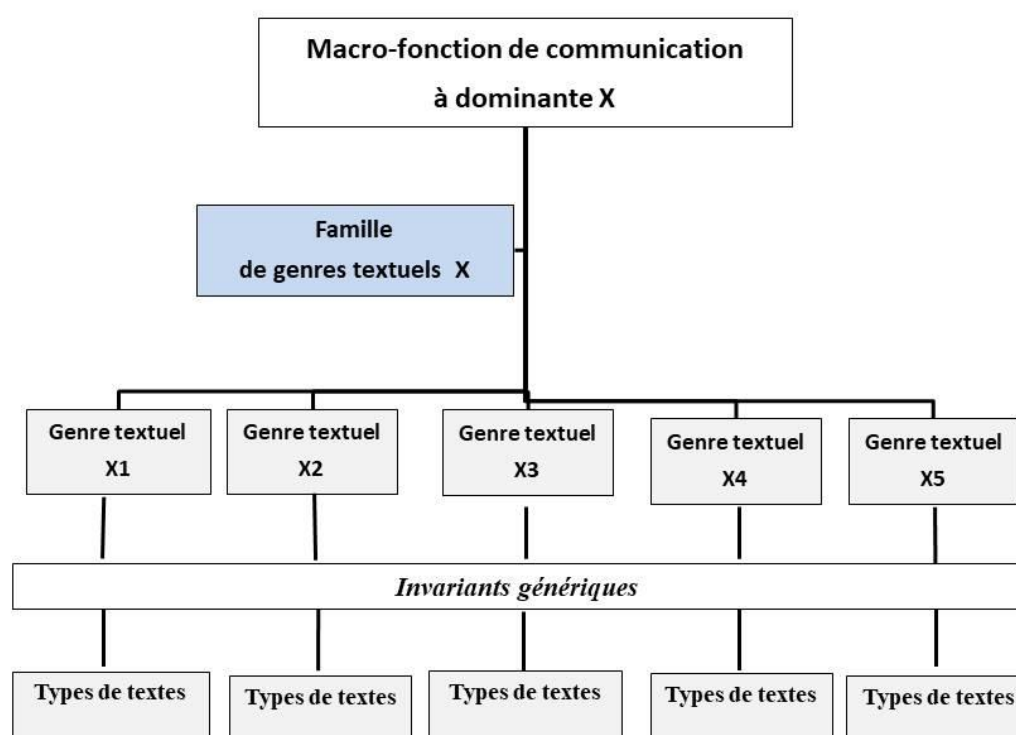 Macro-fonction de communication
à dominante X
Famille
de genres textuels X
Genre textuel
X1
Genre textuel
X2
Genre textuel
X3
Genre textuel
X4
Genre textuel
X5
Invariants génériques
Types de textes
Types de textes
Types de textes
Types de textes
Types de textes